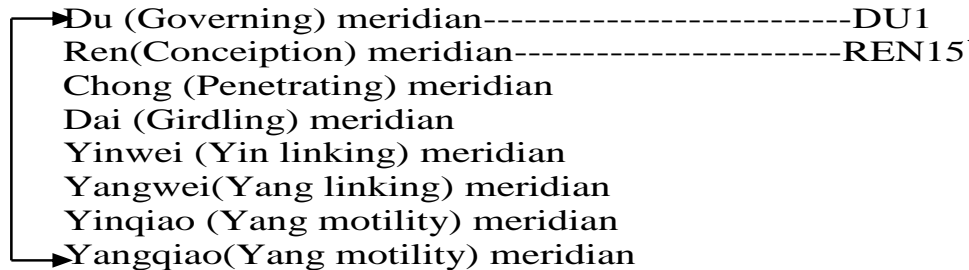 Du (Governing) meridian---------------------------DU1
Ren(Conceiption) meridian------------------------REN15
Chong (Penetrating) meridian
Dai (Girdling) meridian
Yinwei (Yin linking) meridian
Yangwei(Yang linking) meridian
Yinqiao (Yang motility) meridian
Yangqiao(Yang motility) meridian